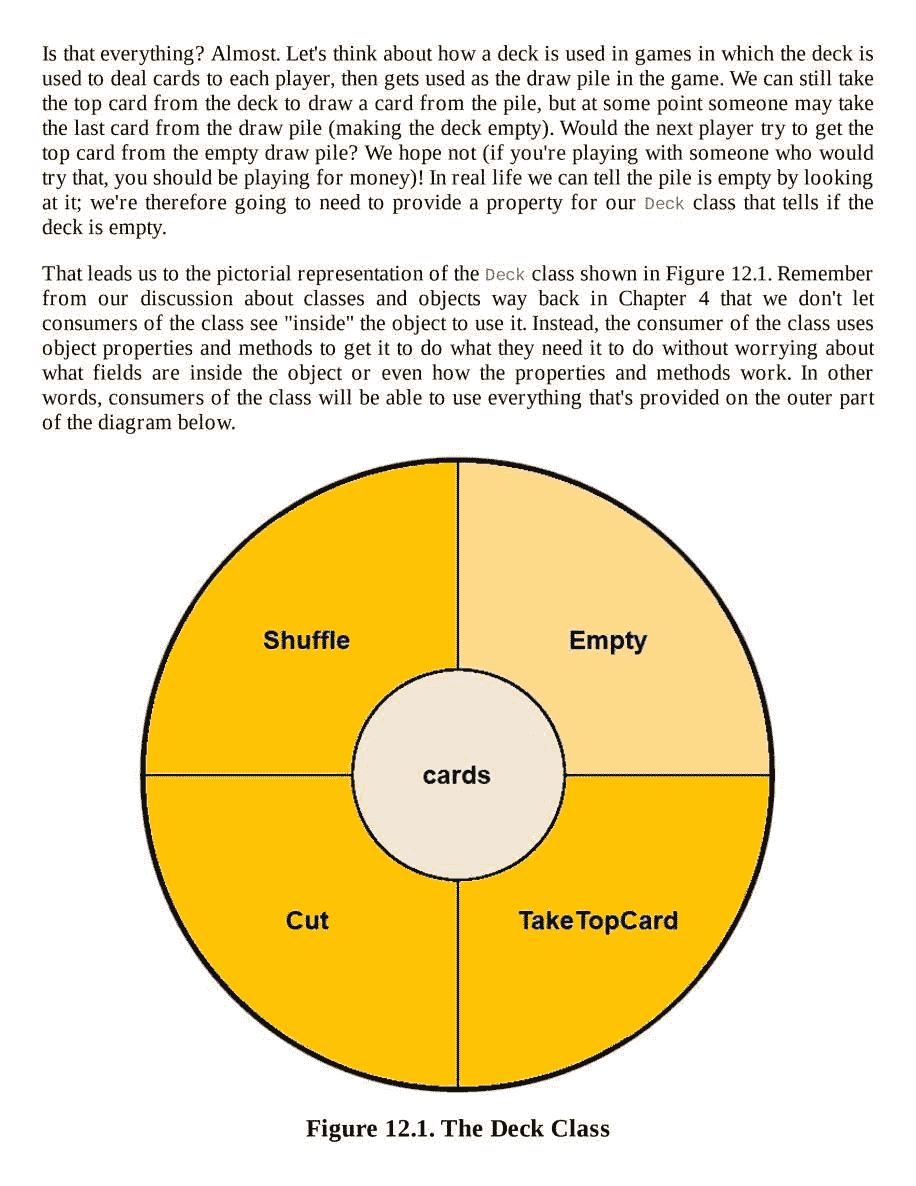 Is that everything? Almost. Let's think about how a deck is used in games in which the deck is
used to deal cards to each player, then gets used as the draw pile in the game. We can still take
the top card from the deck to draw a card from the pile, but at some point someone may take
the last card from the draw pile (making the deck empty). Would the next player try to get the
top card from the empty draw pile? We hope not (if you're playing with someone who would
try that, you should be playing for money)! In real life we can tell the pile is empty by looking
at it; we're therefore going to need to provide a property for our Deck class that tells if the
deck is empty.
That leads us to the pictorial representation of the Deck class shown in Figure 12.1. Remember
from our discussion about classes and objects way back in Chapter 4 that we don't let
consumers of the class see "inside" the object to use it. Instead, the consumer of the class uses
object properties and methods to get it to do what they need it to do without worrying about
what fields are inside the object or even how the properties and methods work. In other
words, consumers of the class will be able to use everything that's provided on the outer part
of the diagram below.
Shuffle
Empty
cards
Cut
TakeTopCard
Figure 12.1. The Deck Class